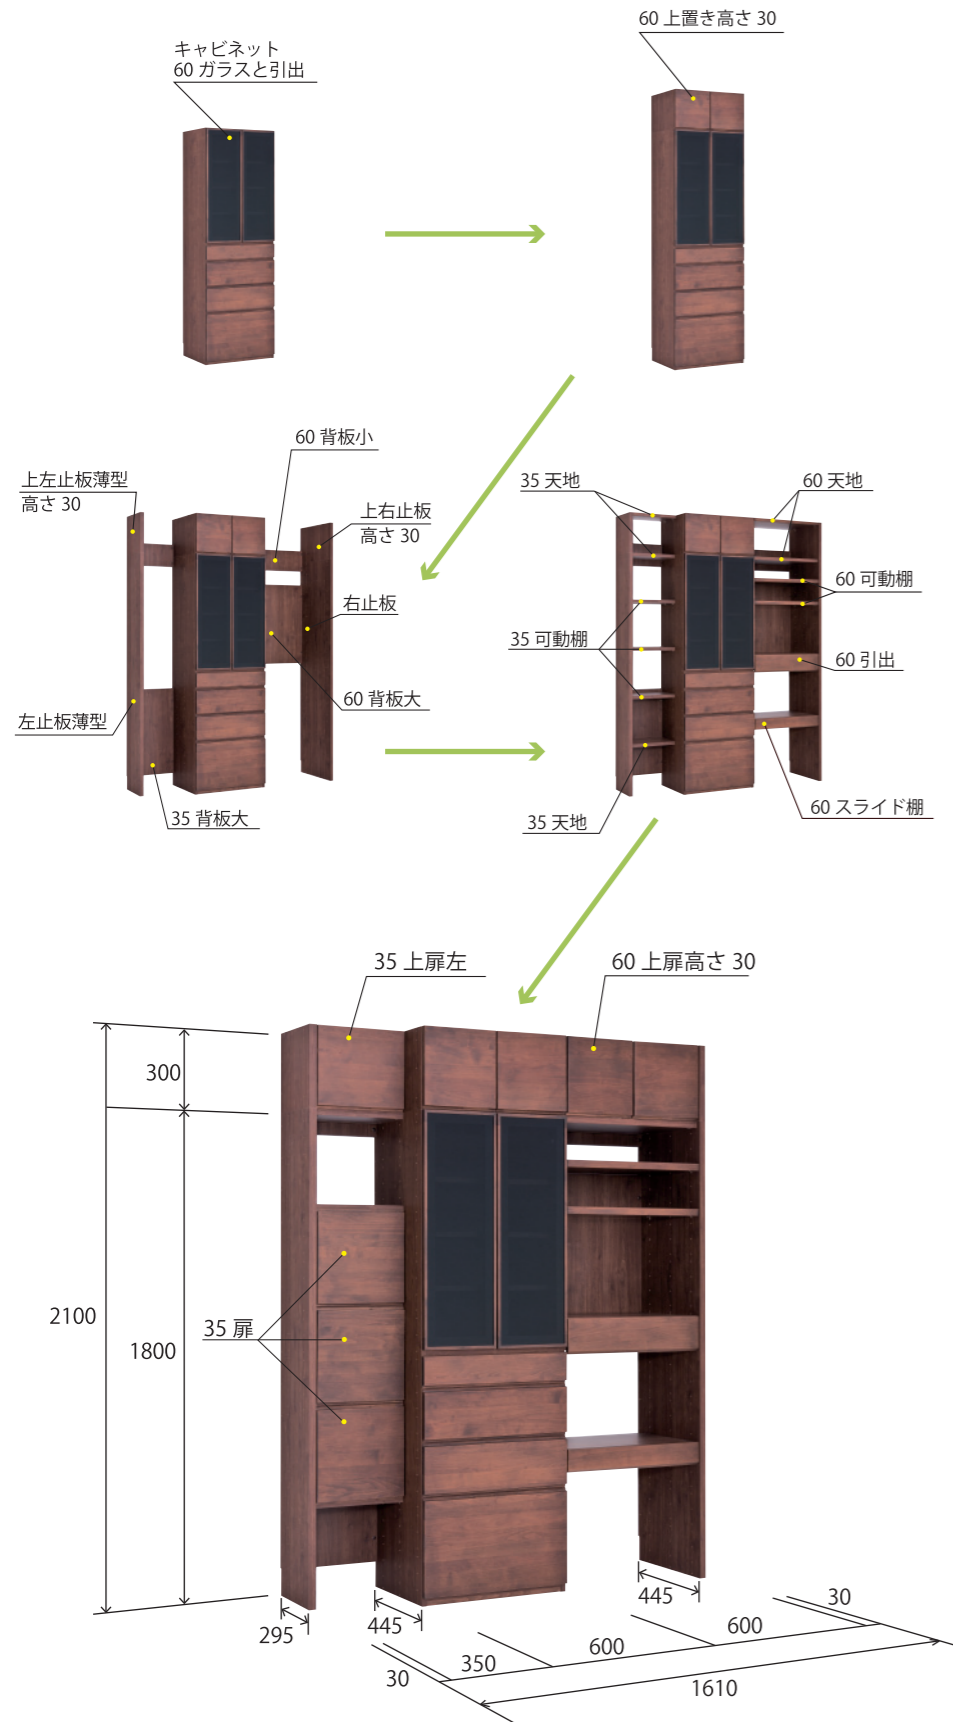 キャビネット
60 ガラスと引出
60 上置き高さ 30
60 背板小
上左止板薄型
高さ 30
上右止板
高さ 30
右止板
60 背板大
左止板薄型
35 背板大
35 天地
60 天地
60 可動棚
35 可動棚
60 引出
60 スライド棚
35 天地
35 上扉左
60 上扉高さ 30
300
2100
1800
35 扉
295
445
445
30
30
350
600
600
1610